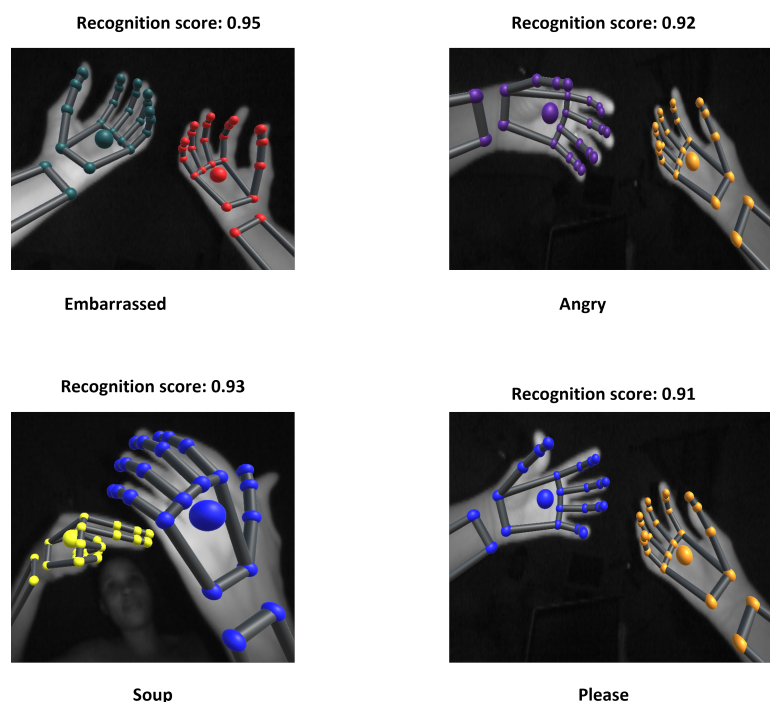 Recognition score: 0.95
Recognition score: 0.92
Embarrassed
Angry
Recognition score: 0.93
Recognition score: 0.91
Soup
Please